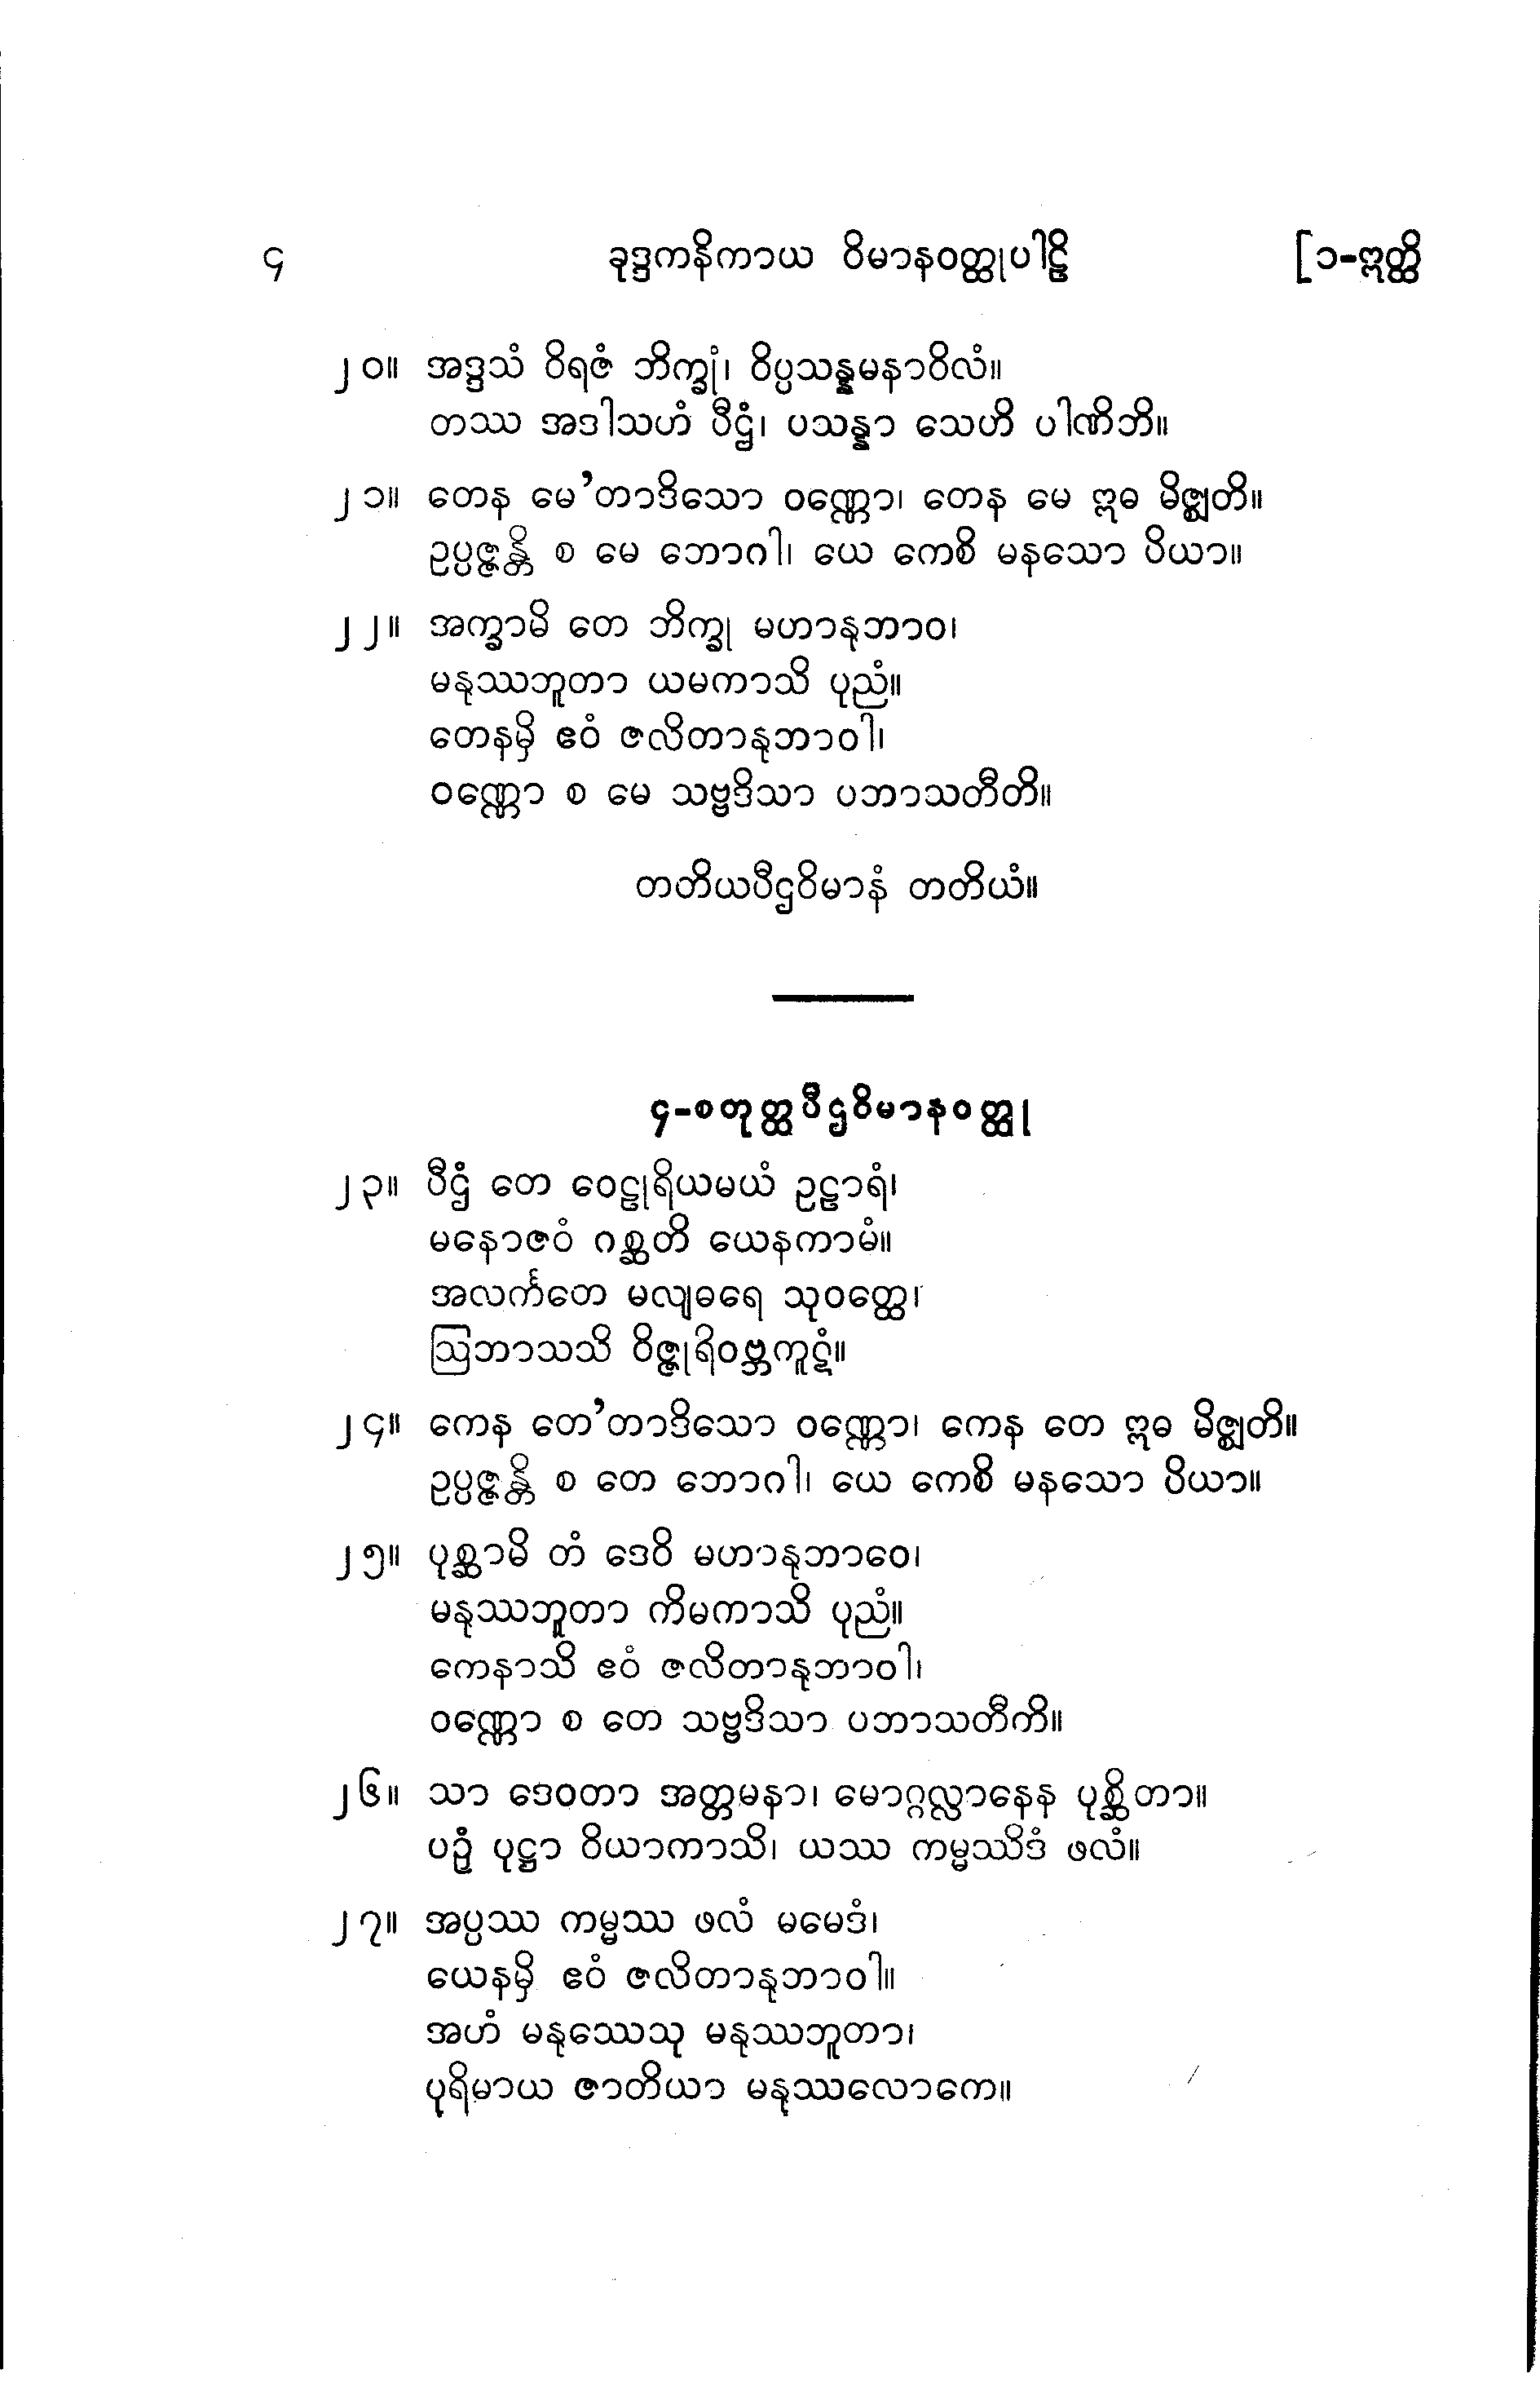 ၄ ခုဒ္ဒကနိကာယ ဝိမာနဝတ္ထုပါဠိ [၁-ဣတ္ထိ
၂၀။ အဒ္ဒသံ ဝိရဇံ ဘိက္ခုံ၊ ဝိပ္ပသန္နမနာဝိလံ။
တဿ အဒါသဟံ ပီဌံ၊ ပသန္နာ သေဟိ ပါဏိဘိ။
၂၁။ တေန မေ’တာဒိသော ဝဏ္ဏော၊ တေန မေ ဣဓ မိဇ္ဈတိ။
ဥပ္ပဇ္ဇန္တိ စ မေ ဘောဂါ၊ ယေ ကေစိ မနသော ပိယာ။
၂၂။ အက္ခာမိ တေ ဘိက္ခု မဟာနုဘာဝ၊
မနုဿဘူတာ ယမကာသိ ပုညံ။
တေနမှိ ဧဝံ ဇလိတာနုဘာဝါ၊
ဝဏ္ဏော စ မေ သဗ္ဗဒိသာ ပဘာသတီတိ။
တတိယပီဌဝိမာနံ တတိယံ။
၄-စတုတ္ထပီဌဝိမာနဝတ္ထု
၂၃။ ပီဌံ တေ ဝေဠုရိယမယံ ဥဠာရံ၊
မနောဇဝံ ဂစ္ဆတိ ယေနကာမံ။
အလင်္ကတေ မလျဓရေ သုဝတ္ထေ၊
ဩဘာသသိ ဝိဇ္ဇုရိဝဗ္ဘကူဋံ။
၂၄။ ကေန တေ’တာဒိသော ဝဏ္ဏော၊ ကေန တေ ဣဓ မိဇ္ဈတိ။
ဥပ္ပဇ္ဇန္တိ စ တေ ဘောဂါ၊ ယေ ကေစိ မနသော ပိယာ။
၂၅။ ပုစ္ဆာမိ တံ ဒေဝိ မဟာနုဘာဝေ၊
မနုဿဘူတာ ကိမကာသိ ပုညံ။
ကေနာသိ ဧဝံ ဇလိတာနုဘာဝါ၊
ဝဏ္ဏော စ တေ သဗ္ဗဒိသာ ပဘာသတီကိ။
၂၆။ သာ ဒေဝတာ အတ္တမနာ၊ မောဂ္ဂလ္လာနေန ပုစ္ဆိတာ။
ပဉှံ ပုဋ္ဌာ ဝိယာကာသိ၊ ယဿ ကမ္မဿိဒံ ဖလံ။
၂၇။ အပ္ပဿ ကမ္မဿ ဖလံ မမေဒံ၊
ယေနမှိ ဧဝံ ဇလိတာနုဘာဝါ။
အဟံ မနုဿေသု မနုဿဘူတာ၊
ပုရိမာယ ဇာတိယာ မနုဿလောကေ။